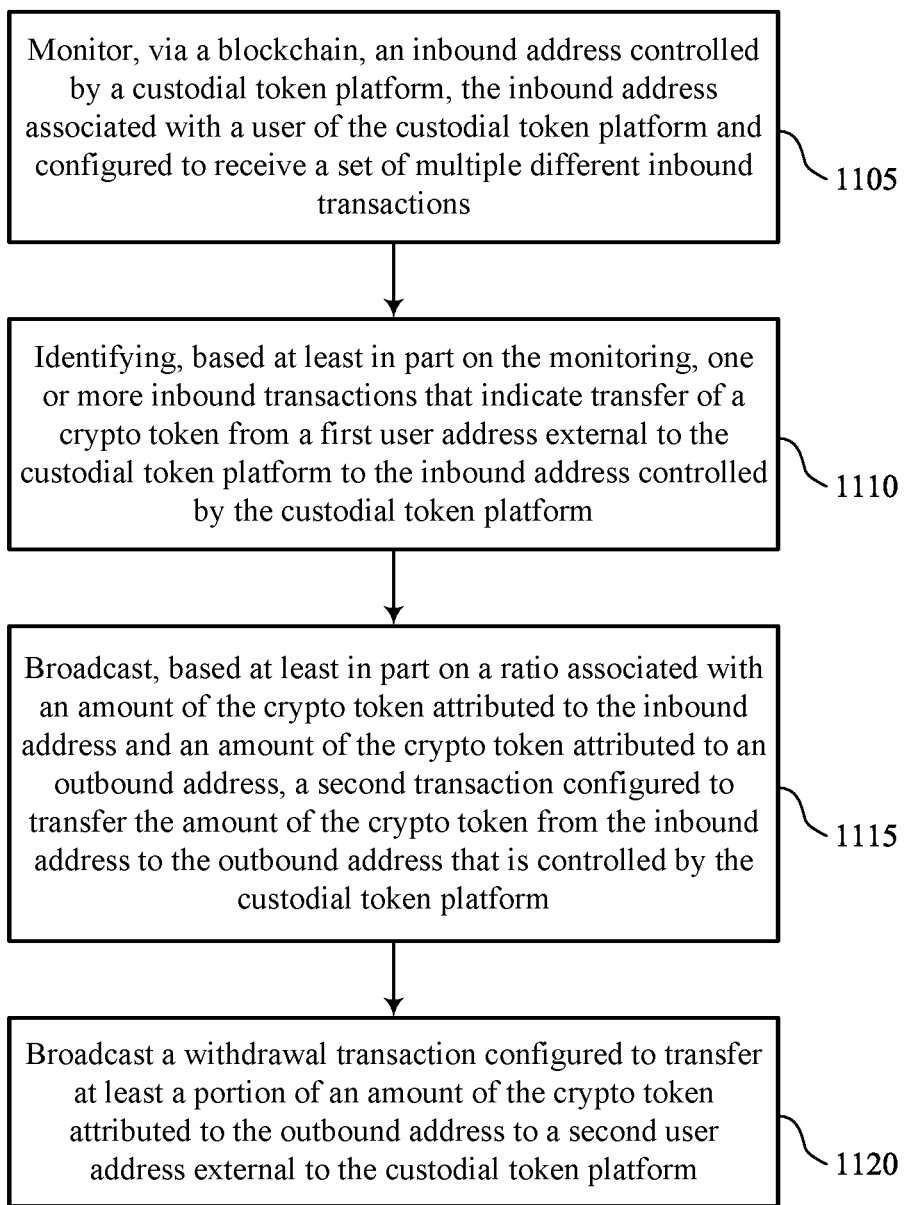 Monitor, via a blockchain, an inbound address controlled
by a custodial token platform, the inbound address
associated with a user of the custodial token platform and
configured to receive a set of multiple different inbound
transactions
1105
Identifying, based at least in part on the monitoring, one
or more inbound transactions that indicate transfer of a
crypto token from a first user address external to the
custodial token platform to the inbound address controlled
by the custodial token platform
1110
Broadcast, based at least in part on a ratio associated with
an amount of the crypto token attributed to the inbound
address and an amount of the crypto token attributed to an
outbound address, a second transaction configured to
transfer the amount of the crypto token from the inbound
address to the outbound address that is controlled by the
custodial token platform
1115
Broadcast a withdrawal transaction configured to transfer
at least a portion of an amount of the crypto token
attributed to the outbound address to a second user
address external to the custodial token platform
1120